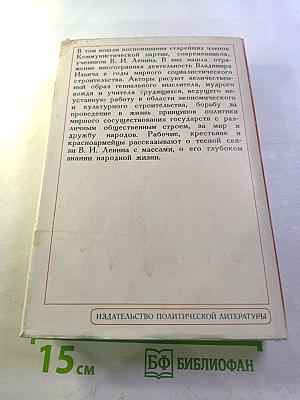 В том вошли воспоминания старейших членов
Коммунистической партии, современников,
учеников В. И. Ленина. В них нашла отра-
жение многогранная деятельность Владимира
Ильича в годы мирного социалистического
строительства. Авторы рисуют величествен-
ный образ гениального мыслителя, мудрого
вождя и учителя трудящихся, ведущего не-
устанную работу в области экономического
и культурного строительства, борьбу за
проведение в жизнь принципов политики
мирного сосуществования государств с раз-
личным общественным строем, за мир и
дружбу народов. Рабочие, крестьяне и
красноармейцы рассказывают о тесной свя-
зи В. И. Ленина с массами, о его глубоком
знании народной жизни.
ИЗДАТЕЛЬСТВО ПОЛИТИЧЕСКОЙ ЛИТЕРАТУРЫ
15 см
БФ БИБЛИОФАН